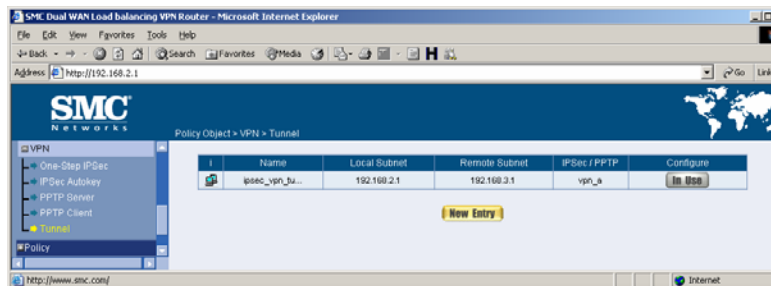 SMC Dual WAN Load balancing VPN Router - Microsoft Internet Explorer
File Edit View Favorites Tools Help
Back Search Favorites Media
Address http://192.168.2.1 Go Link
SMC
Networks
Policy Object > VPN > Tunnel
VPN
One-Step IPSec
IPSec Autokey
PPTP Server
PPTP Client
Tunnel
Policy
i Name Local Subnet Remote Subnet IPSec / PPTP Configure
ipsec_vpn_tu... 192.168.2.1 192.168.3.1 vpn_a In Use
New Entry
http://www.smc.com/ Internet